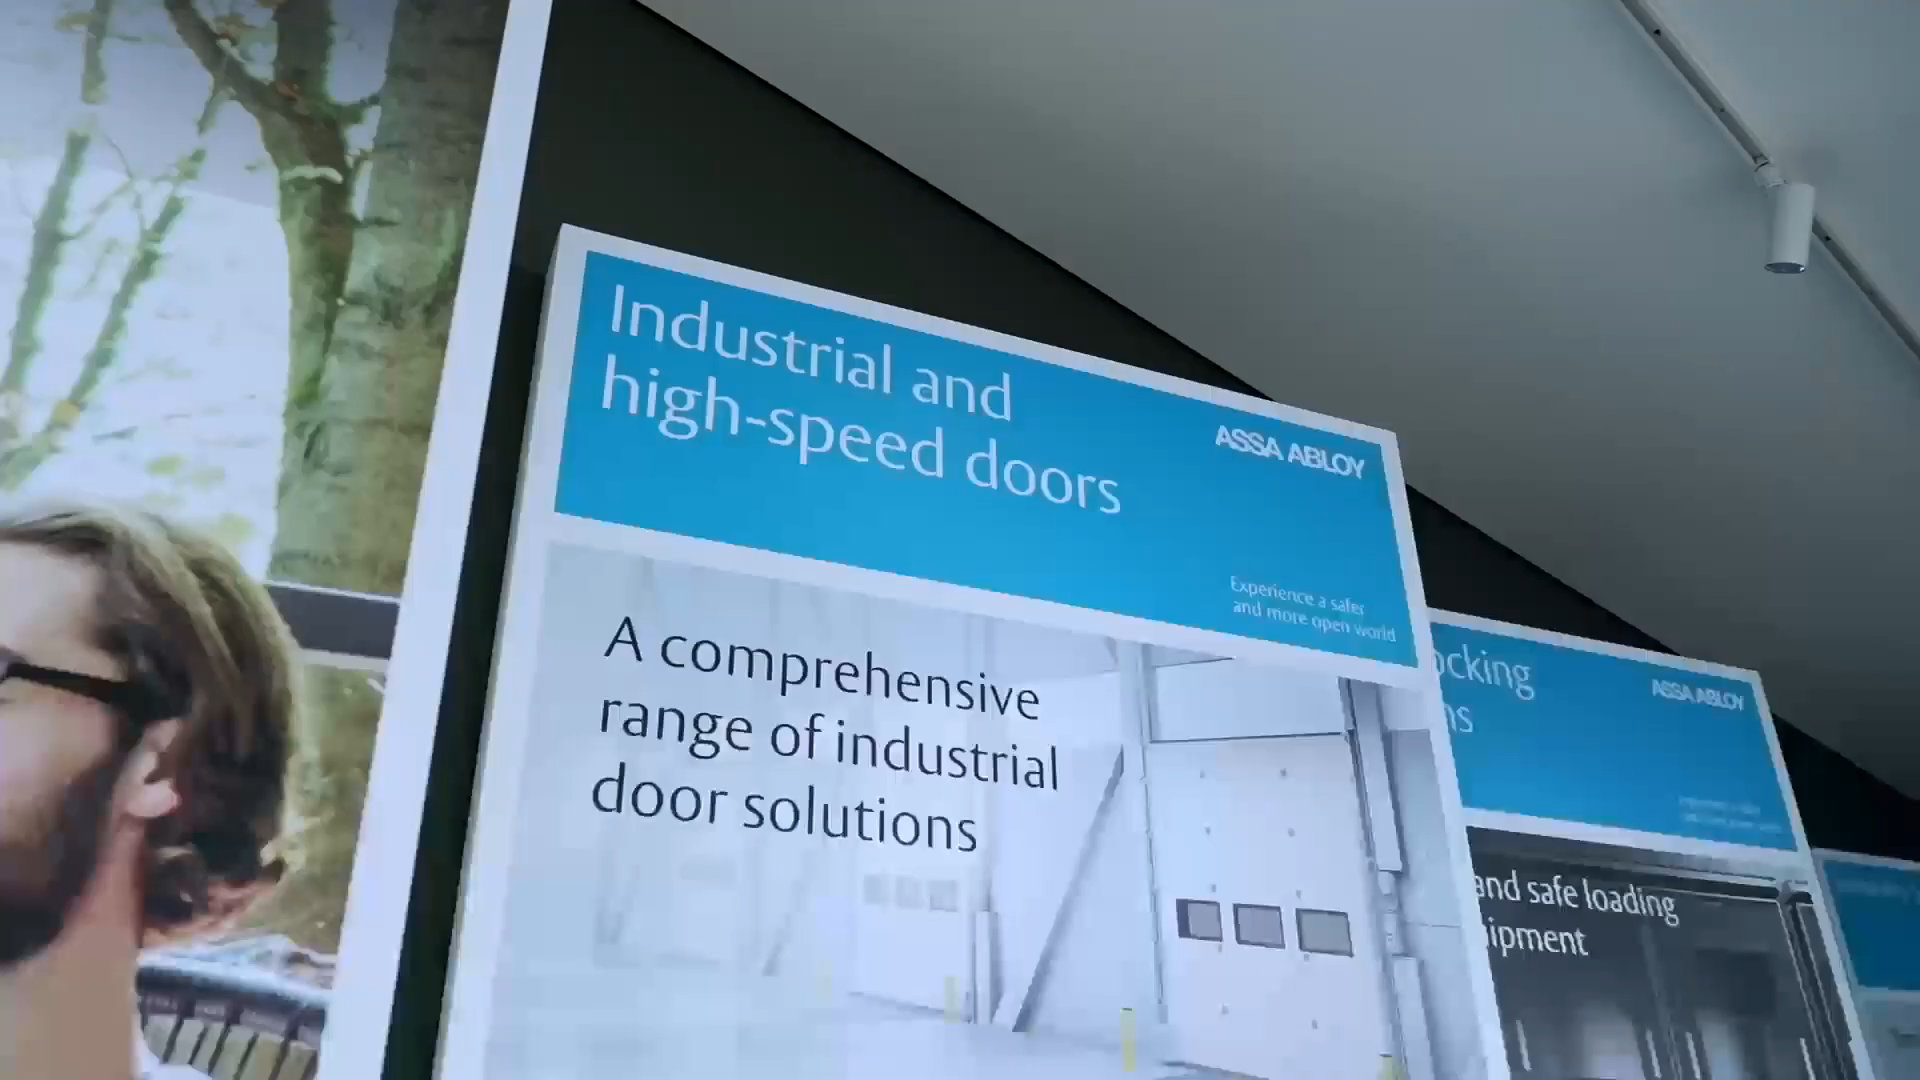 Industrial and
high-speed doors
ASSA ABLOY
Experience a safer
and more open world
A comprehensive
range of industrial
door solutions
ocking
ns
ASSA ABLOY
and safe loading
ipment